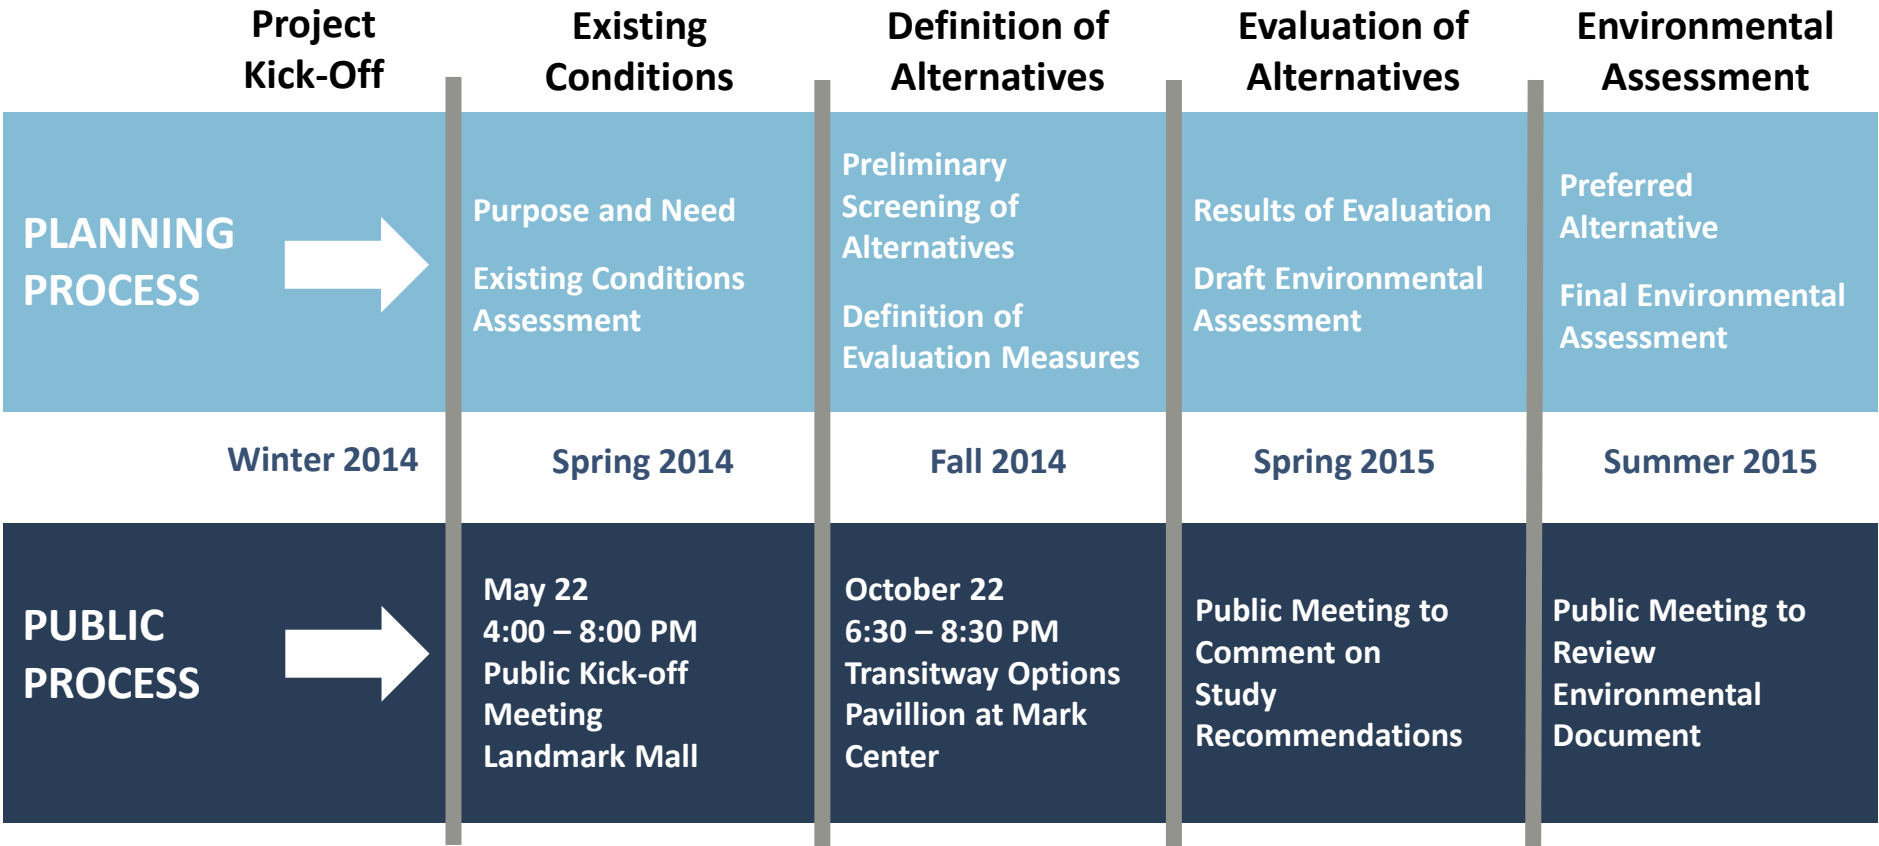 Project
Kick-Off
Existing
Conditions
Definition of
Alternatives
Evaluation of
Alternatives
Environmental
Assessment
PLANNING
PROCESS
Purpose and Need
Existing Conditions
Assessment
Preliminary
Screening of
Alternatives
Definition of
Evaluation Measures
Results of Evaluation
Draft Environmental
Assessment
Preferred
Alternative
Final Environmental
Assessment
Winter 2014
Spring 2014
Fall 2014
Spring 2015
Summer 2015
PUBLIC
PROCESS
May 22
4:00 – 8:00 PM
Public Kick-off
Meeting
Landmark Mall
October 22
6:30 – 8:30 PM
Transitway Options
Pavillion at Mark
Center
Public Meeting to
Comment on
Study
Recommendations
Public Meeting to
Review
Environmental
Document